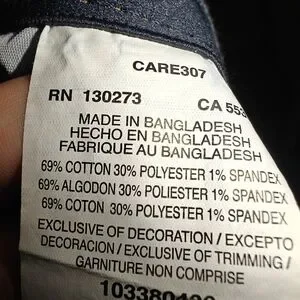 CARE307
RN 130273 CA 553
MADE IN BANGLADESH
HECHO EN BANGLADESH
FABRIQUE AU BANGLADESH
69% COTTON 30% POLYESTER 1% SPANDEX
69% ALGODON 30% POLIESTER 1% SPANDEX
69% COTON 30% POLYESTER 1% SPANDEX
EXCLUSIVE OF DECORATION / EXCEPTO
DECORACION / EXCLUSIVE OF TRIMMING /
GARNITURE NON COMPRISE